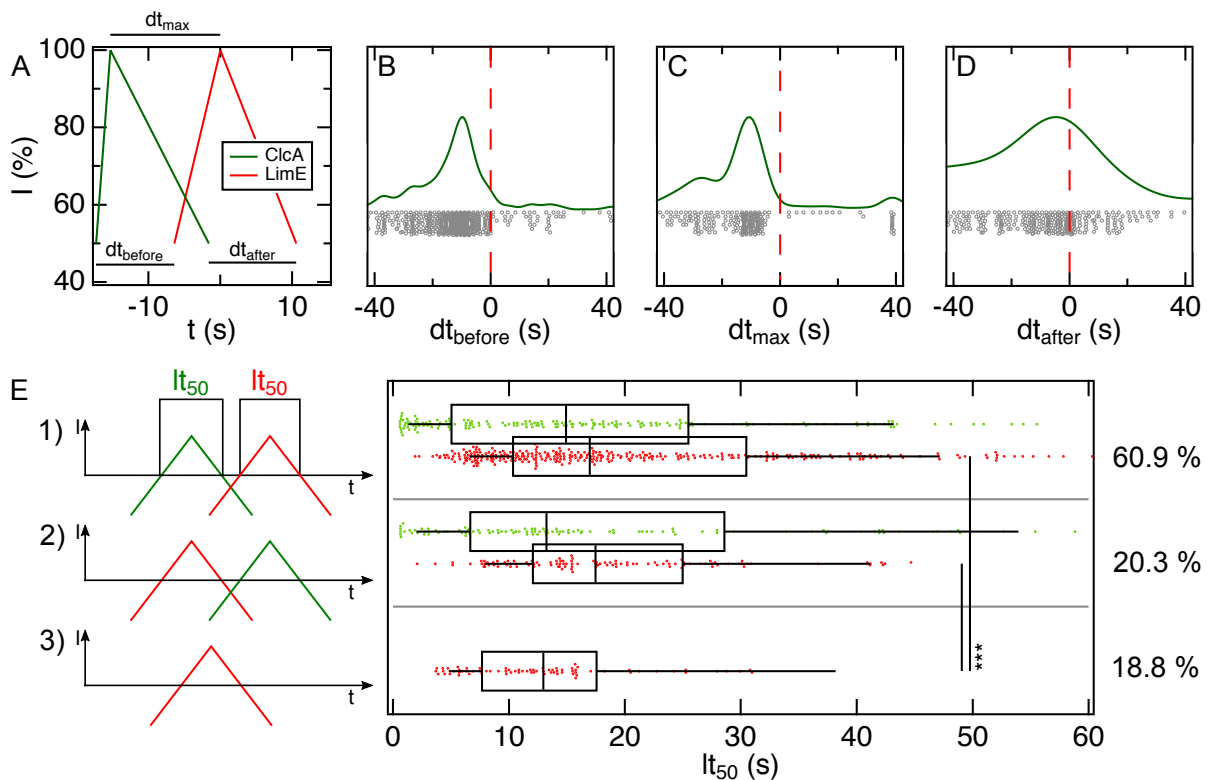 dt_max
A
I (%)
100
80
60
40
ClcA
LimE
dt_before
dt_after
-10 0 10
t (s)
B
-40 0 40
dt_before (s)
C
-40 0 40
dt_max (s)
D
-40 0 40
dt_after (s)
E
lt_50 lt_50
1) I
t
60.9 %
2) I
t
20.3 %
3) I
t
***
18.8 %
0 10 20 30 40 50 60
lt_50 (s)